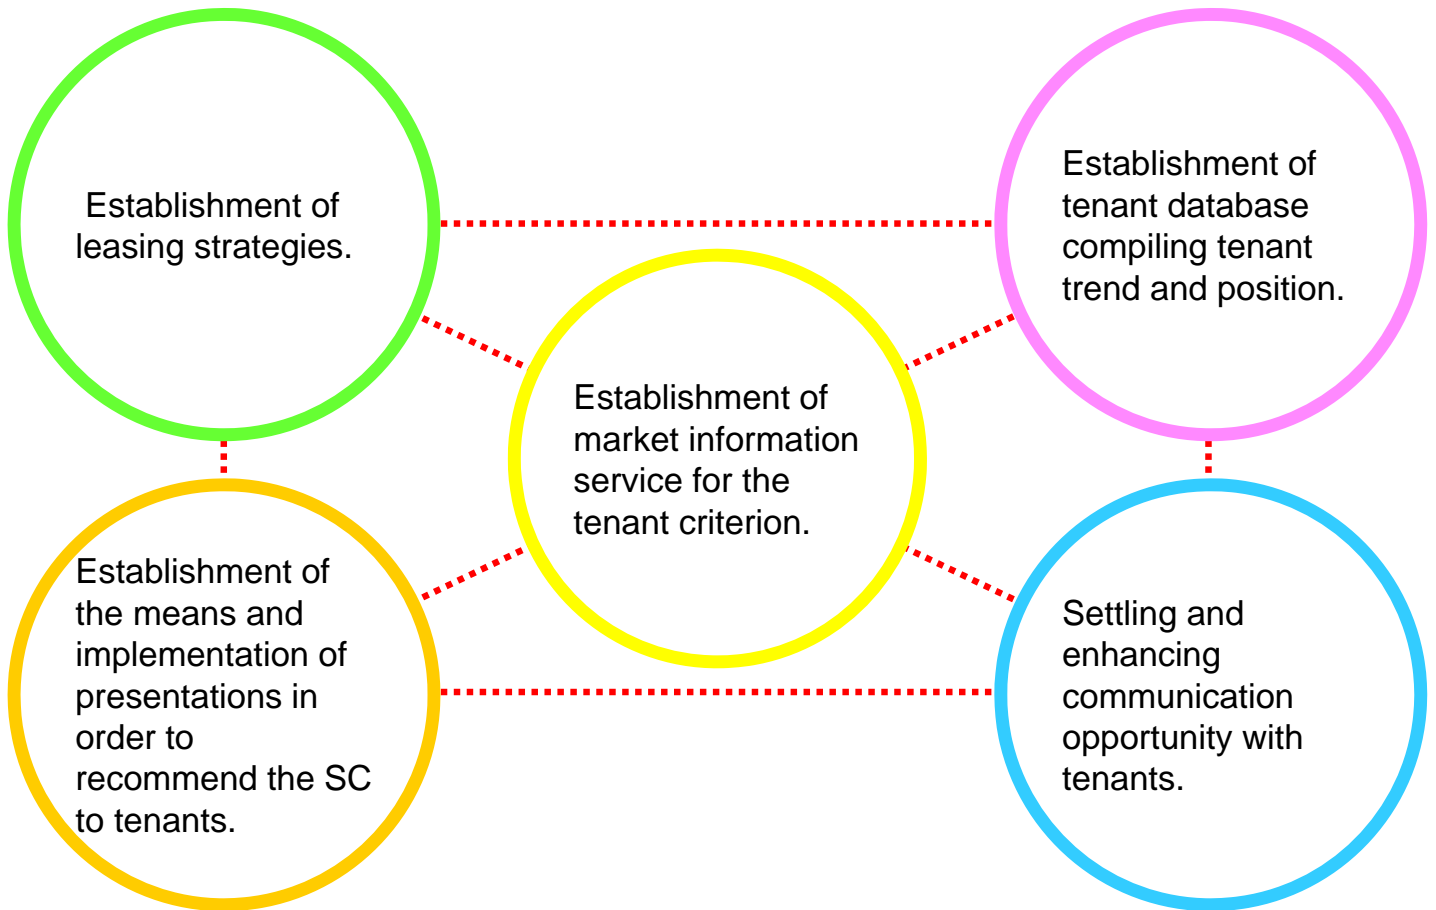 Establishment of
leasing strategies.
Establishment of
tenant database
compiling tenant
trend and position.
Establishment of
market information
service for the
tenant criterion.
Establishment of
the means and
implementation of
presentations in
order to
recommend the SC
to tenants.
Settling and
enhancing
communication
opportunity with
tenants.